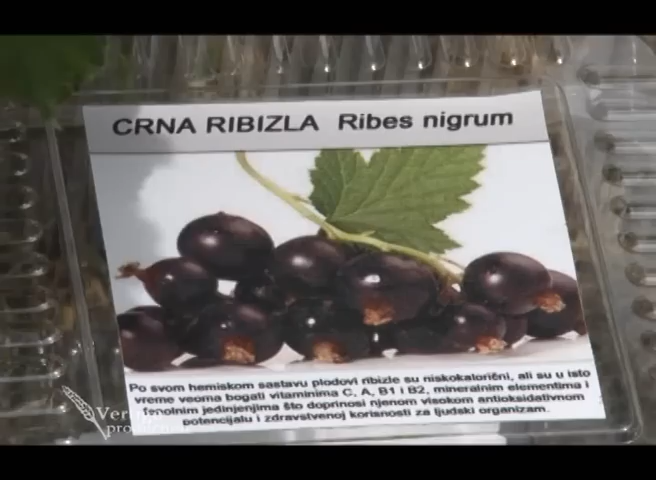 CRNA RIBIZLA Ribes nigrum
Po svom hemiskom sastavu plodovi ribizle su niskokalorični, ali su u isto
vreme veoma bogati vitaminima C, A, B1 i B2, mineralnim elementima i
fenolnim jedinjenjima što doprinosi njenom visokom antioksidativnom
potencijalu i zdravstvenoj korisnosti za ljudski organizam.